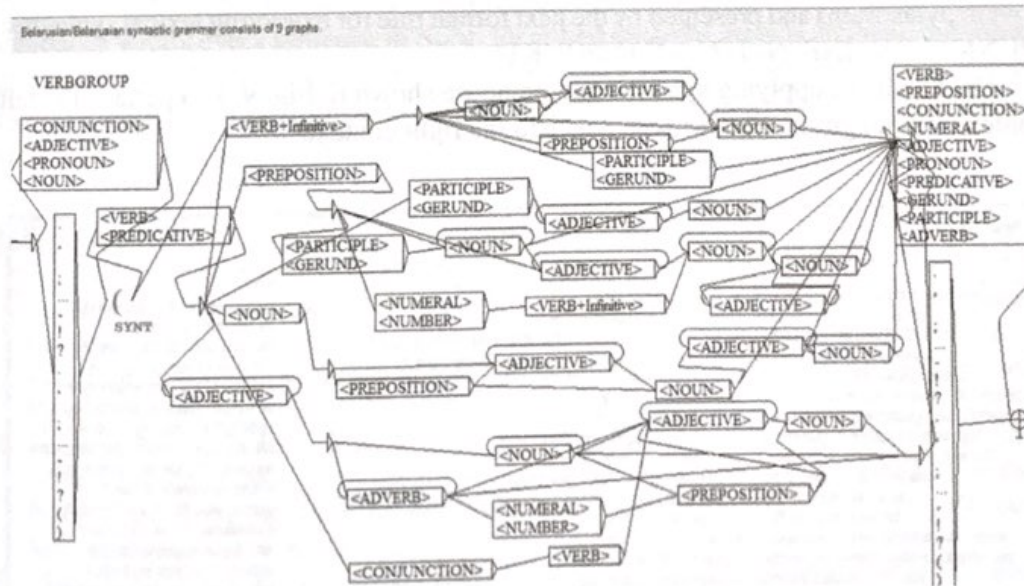 Belarusian/Belarusian syntactic grammar consists of 9 graphs.
VERBGROUP
<CONJUNCTION>
<ADJECTIVE>
<PRONOUN>
<NOUN>
<VERB>
<PREDICATIVE>
(
SYNT
<VERB+Infinitive>
<NOUN>
<ADJECTIVE>
<NOUN>
<PREPOSITION>
<PARTICIPLE>
<GERUND>
<PREPOSITION>
<PARTICIPLE>
<GERUND>
<ADJECTIVE>
<NOUN>
<PARTICIPLE>
<GERUND>
<NOUN>
<ADJECTIVE>
<NOUN>
<NOUN>
<ADJECTIVE>
<NUMERAL>
<NUMBER>
<VERB+Infinitive>
<NOUN>
<PREPOSITION>
<ADJECTIVE>
<NOUN>
<ADJECTIVE>
<NOUN>
<ADJECTIVE>
<NOUN>
<ADVERB>
<NUMERAL>
<NUMBER>
<ADJECTIVE>
<NOUN>
<PREPOSITION>
<CONJUNCTION>
<VERB>
<VERB>
<PREPOSITION>
<CONJUNCTION>
<NUMERAL>
<ADJECTIVE>
<PRONOUN>
<PREDICATIVE>
<GERUND>
<PARTICIPLE>
<ADVERB>